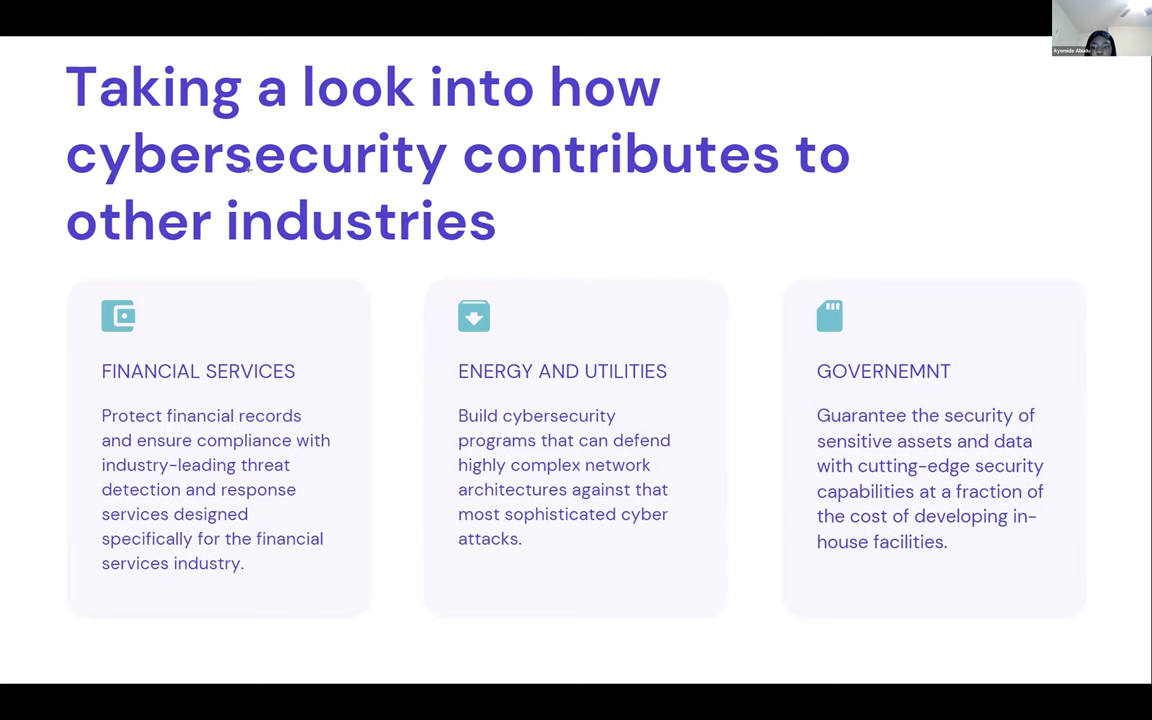 Ayomide Abudu
Taking a look into how
cybersecurity contributes to
other industries
FINANCIAL SERVICES
Protect financial records
and ensure compliance with
industry-leading threat
detection and response
services designed
specifically for the financial
services industry.
ENERGY AND UTILITIES
Build cybersecurity
programs that can defend
highly complex network
architectures against that
most sophisticated cyber
attacks.
GOVERNEMNT
Guarantee the security of
sensitive assets and data
with cutting-edge security
capabilities at a fraction of
the cost of developing in-
house facilities.